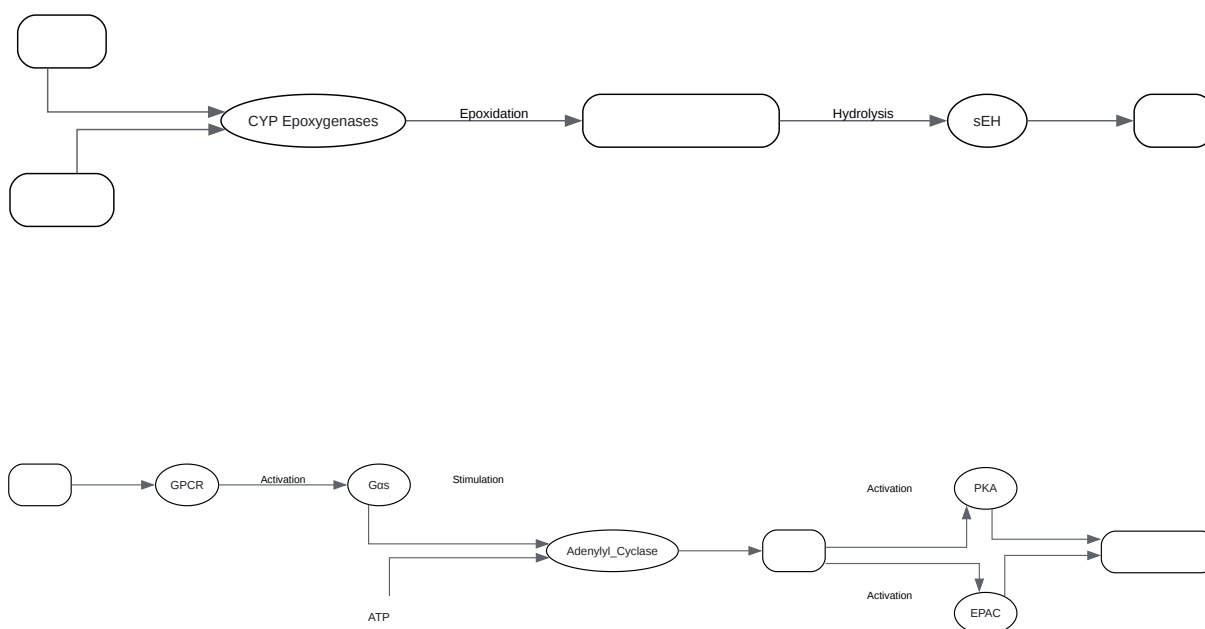 CYP Epoxygenases
Epoxidation
Hydrolysis
sEH
GPCR
Activation
Gαs
Stimulation
Activation
PKA
Adenylyl_Cyclase
Activation
ATP
EPAC